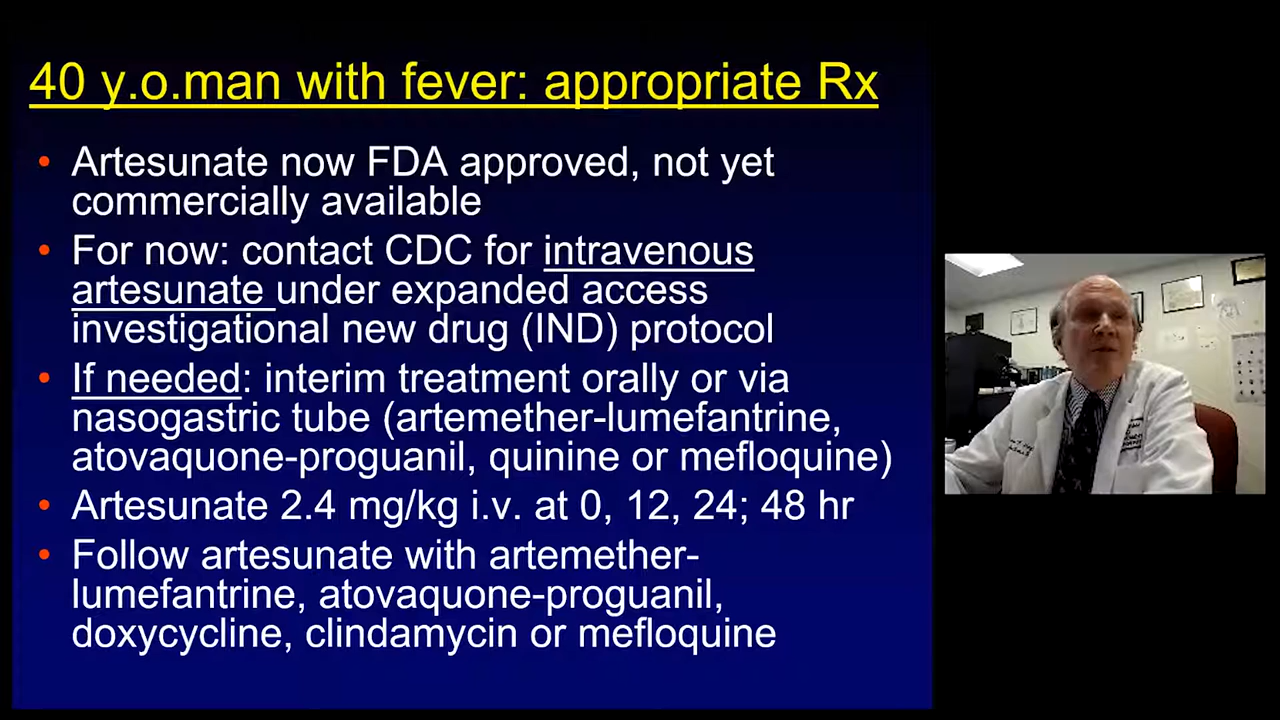 40 y.o.man with fever: appropriate Rx
• Artesunate now FDA approved, not yet
commercially available
• For now: contact CDC for intravenous
artesunate under expanded access
investigational new drug (IND) protocol
• If needed: interim treatment orally or via
nasogastric tube (artemether-lumefantrine,
atovaquone-proguanil, quinine or mefloquine)
• Artesunate 2.4 mg/kg i.v. at 0, 12, 24; 48 hr
• Follow artesunate with artemether-
lumefantrine, atovaquone-proguanil,
doxycycline, clindamycin or mefloquine